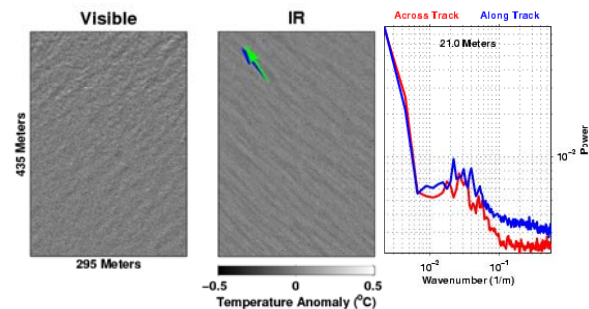 Visible
IR
Across Track
Along Track
21.0 Meters
435 Meters
295 Meters
−0.5
0
0.5
Temperature Anomaly (°C)
10⁻²
10⁻¹
Wavenumber (1/m)
10⁻³
Power